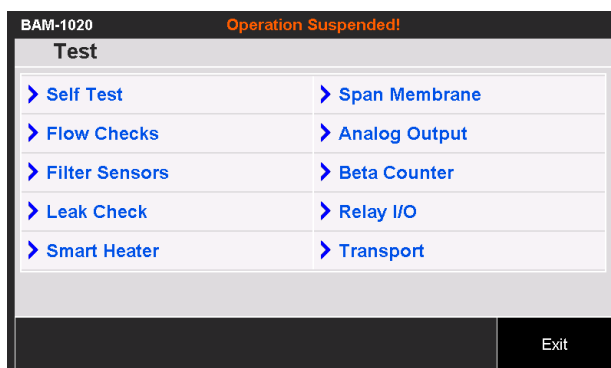 BAM-1020 Operation Suspended!
Test
Self Test
Flow Checks
Filter Sensors
Leak Check
Smart Heater
Span Membrane
Analog Output
Beta Counter
Relay I/O
Transport
Exit